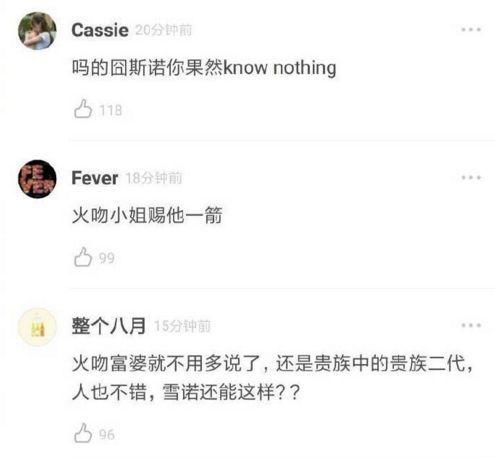 Cassie 20分钟前
吗的囧斯诺你果然know nothing
118
FEVER
Fever 18分钟前
火吻小姐赐他一箭
99
整个八月 15分钟前
火吻富婆就不用多说了，还是贵族中的贵族二代，
人也不错，雪诺还能这样？？
96